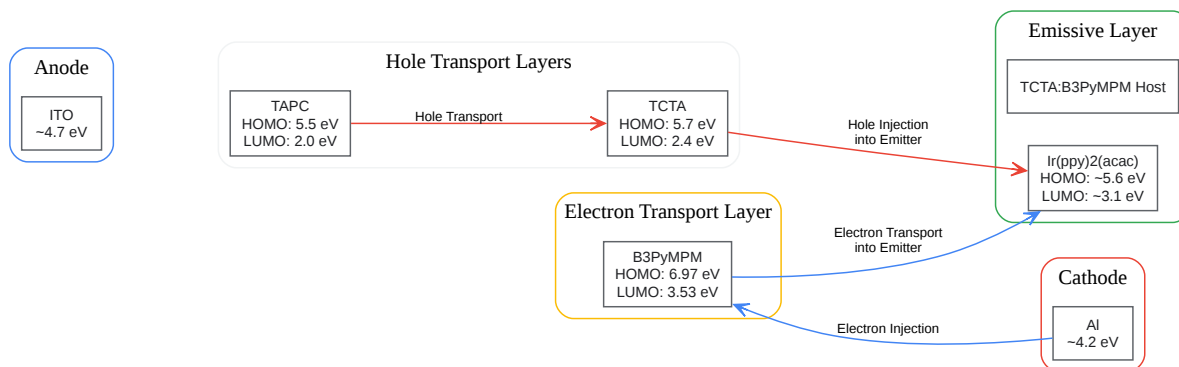 Anode
ITO
~4.7 eV
Hole Transport Layers
TAPC
HOMO: 5.5 eV
LUMO: 2.0 eV
Hole Transport
TCTA
HOMO: 5.7 eV
LUMO: 2.4 eV
Hole Injection
into Emitter
Emissive Layer
TCTA:B3PyMPM Host
Ir(ppy)2(acac)
HOMO: ~5.6 eV
LUMO: ~3.1 eV
Electron Transport Layer
B3PyMPM
HOMO: 6.97 eV
LUMO: 3.53 eV
Electron Transport
into Emitter
Electron Injection
Cathode
Al
~4.2 eV